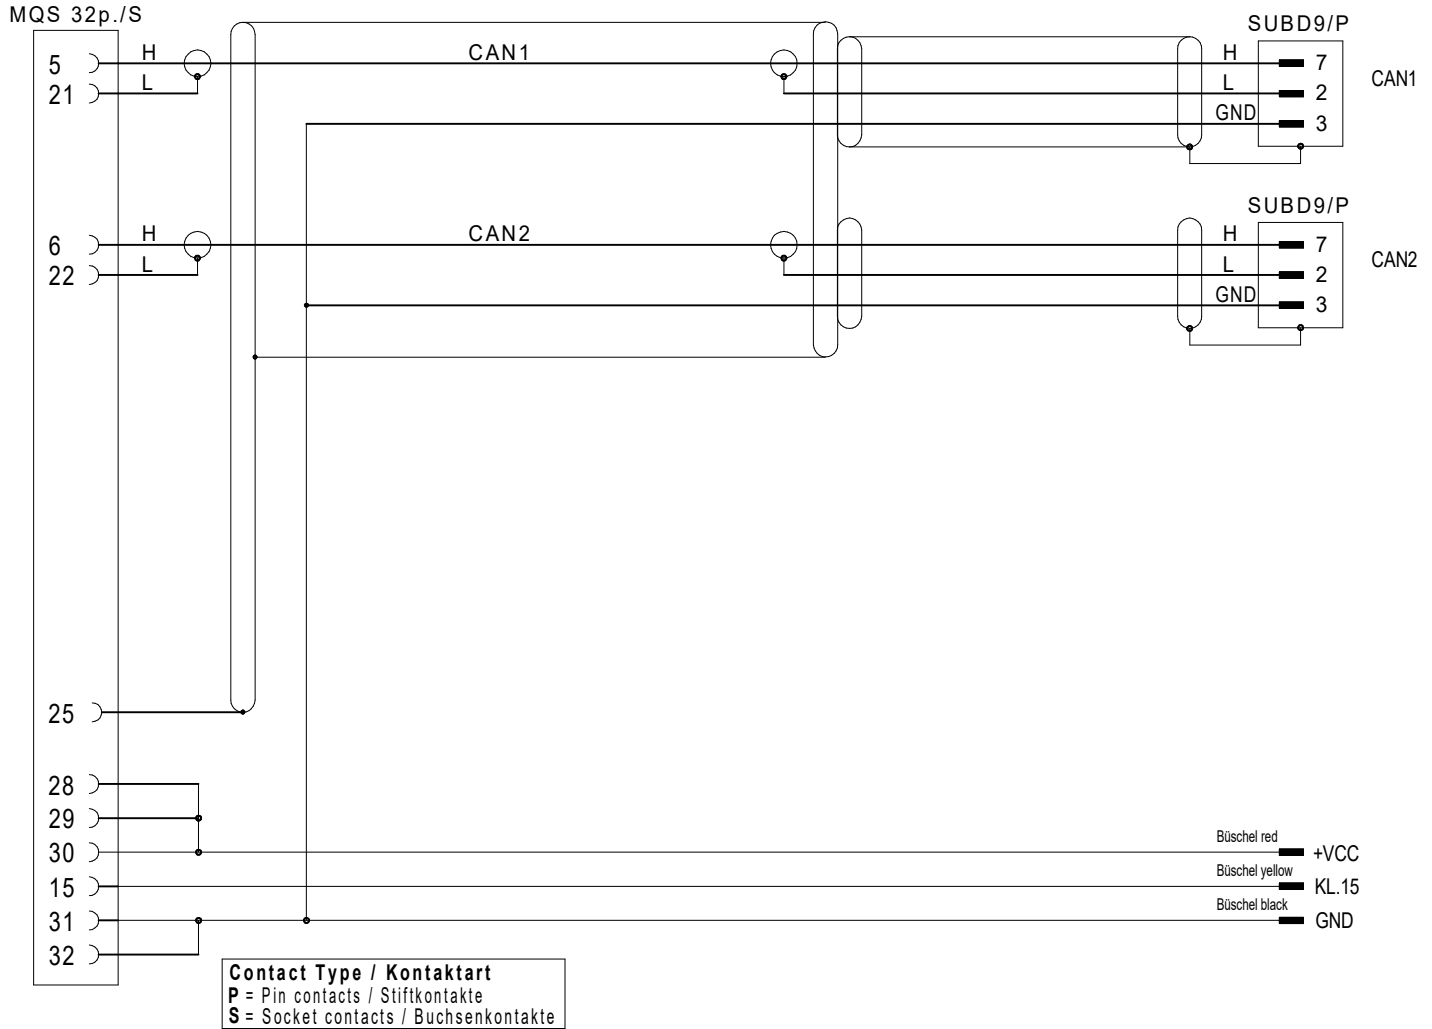 MQS 32p./S
SUBD9/P
5 H CAN1 H 7
21 L L 2 CAN1
GND 3
SUBD9/P
6 H CAN2 H 7
22 L L 2 CAN2
GND 3
25
28
29
Büschel red
30 +VCC
Büschel yellow
15 KL.15
Büschel black
31 GND
32
Contact Type / Kontaktart
P = Pin contacts / Stiftkontakte
S = Socket contacts / Buchsenkontakte